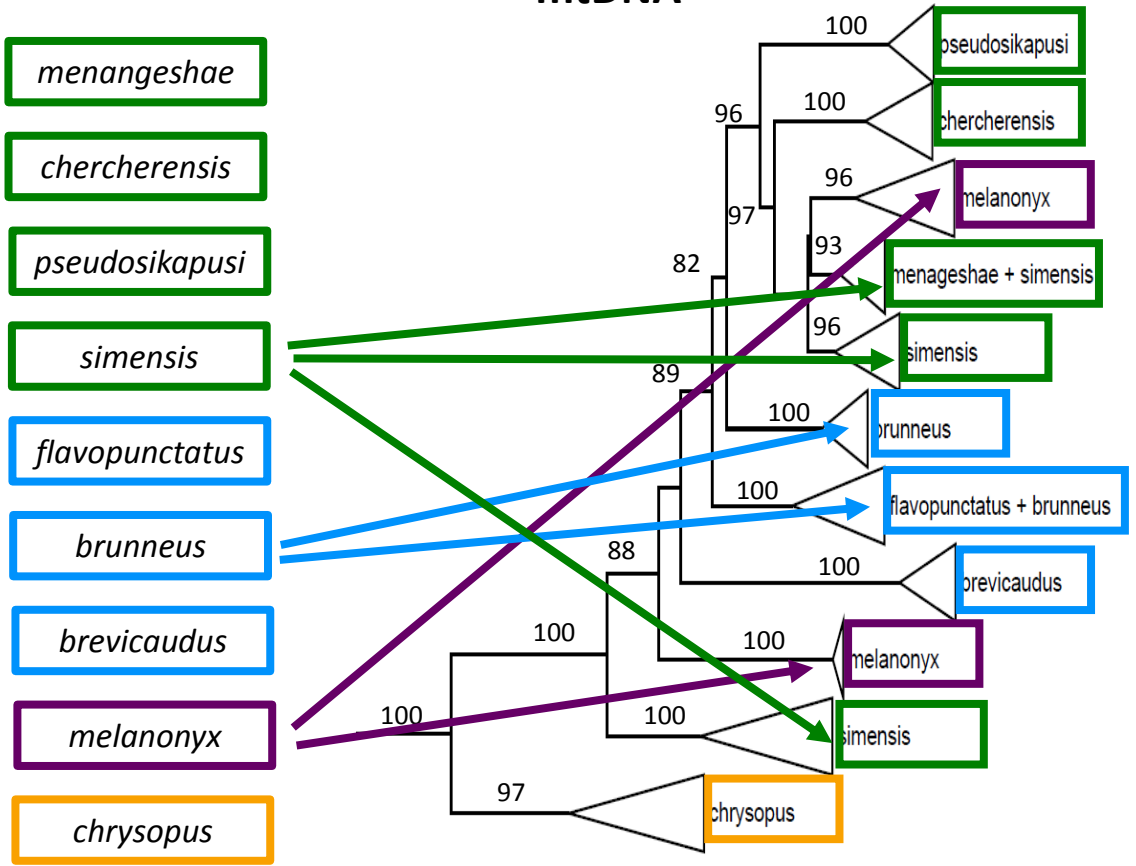 mtDNA
menangeshae
chercherensis
pseudosikapusi
simensis
flavopunctatus
brunneus
brevicaudus
melanonyx
chrysopus
100
pseudosikapusi
100
chercherensis
96
96
melanonyx
97
93
menageshae + simensis
82
96
simensis
89
100
brunneus
100
flavopunctatus + brunneus
88
100
brevicaudus
100
100
melanonyx
100
100
simensis
97
chrysopus